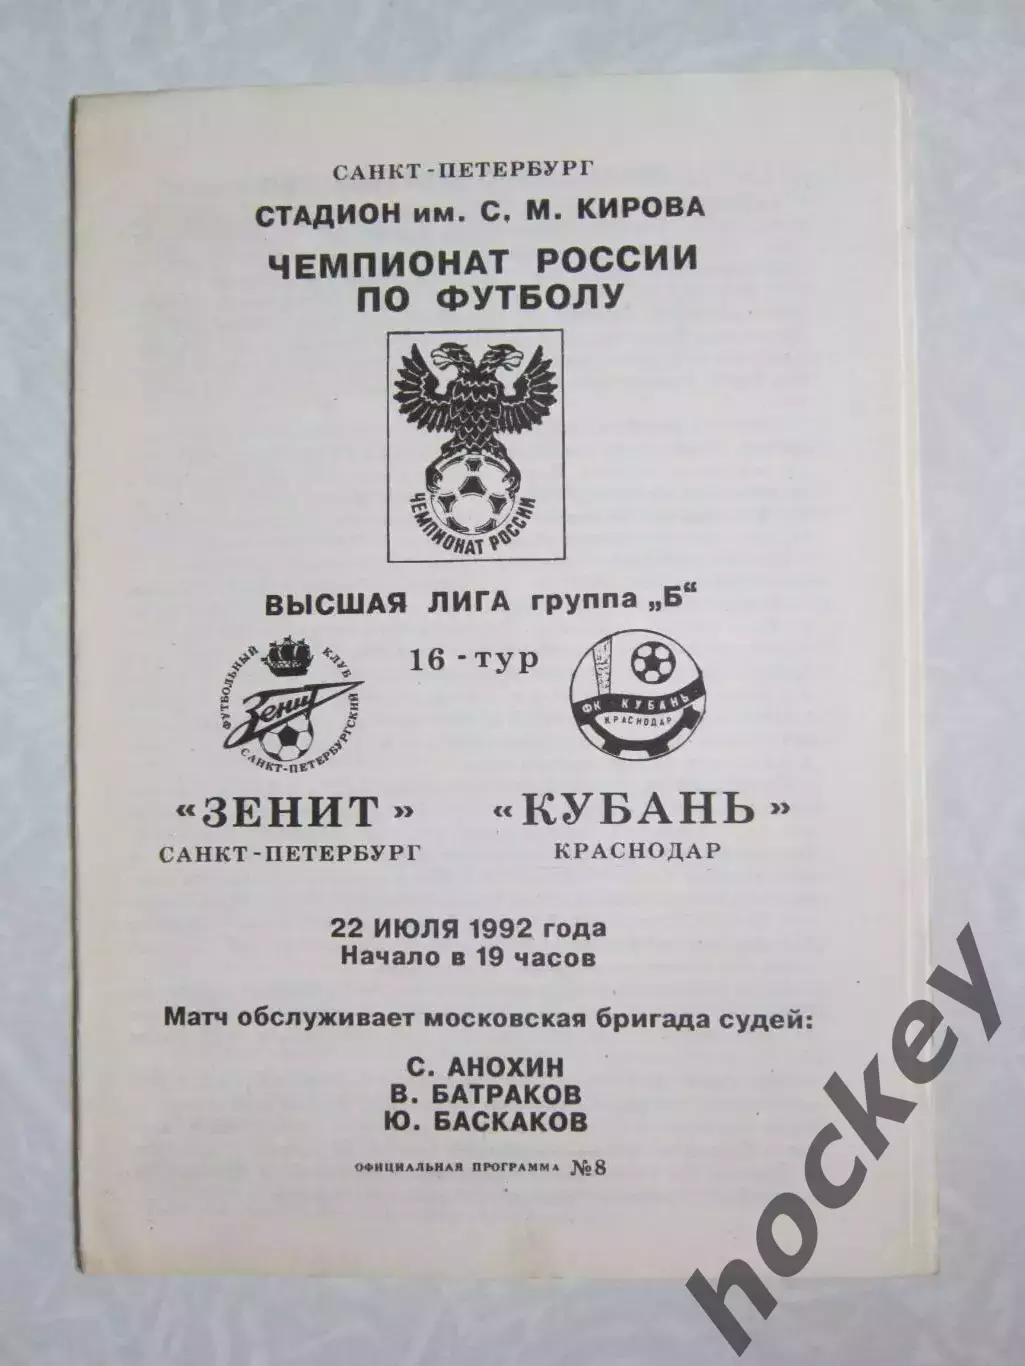 САНКТ-ПЕТЕРБУРГ
СТАДИОН им. С. М. КИРОВА
ЧЕМПИОНАТ РОССИИ
ПО ФУТБОЛУ
ЧЕМПИОНАТ РОССИИ
ВЫСШАЯ ЛИГА группа „Б“
16 - тур
ФУТБОЛЬНЫЙ КЛУБ
Зенит
САНКТ-ПЕТЕРБУРГСКИЙ
ФК КУБАНЬ
КРАСНОДАР
«ЗЕНИТ» «КУБАНЬ»
САНКТ-ПЕТЕРБУРГ КРАСНОДАР
22 ИЮЛЯ 1992 года
Начало в 19 часов
Матч обслуживает московская бригада судей:
С. АНОХИН
В. БАТРАКОВ
Ю. БАСКАКОВ
ОФИЦИАЛЬНАЯ ПРОГРАММА №8
hockey